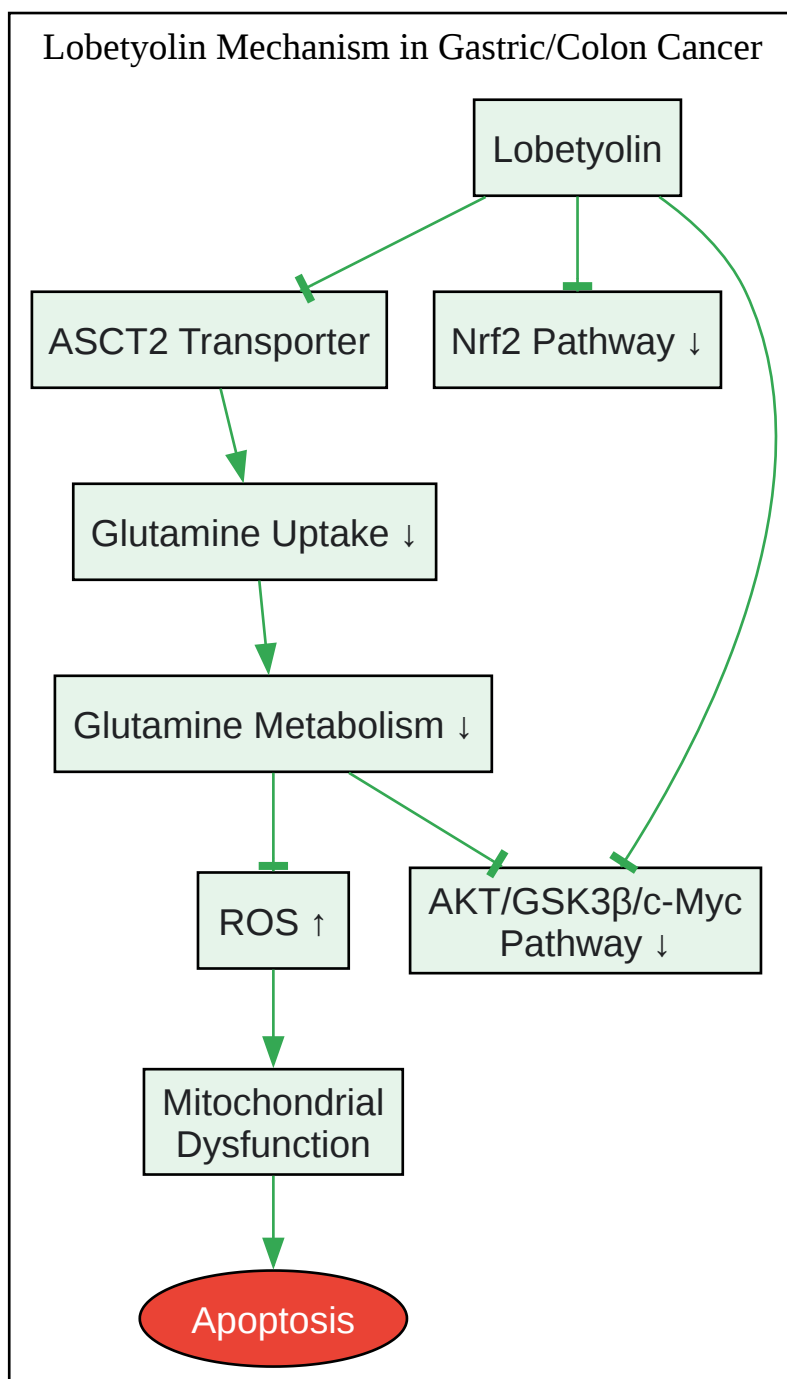 Lobetyolin Mechanism in Gastric/Colon Cancer
Lobetyolin
ASCT2 Transporter
Nrf2 Pathway ↓
Glutamine Uptake ↓
Glutamine Metabolism ↓
ROS ↑
AKT/GSK3β/c-Myc
Pathway ↓
Mitochondrial
Dysfunction
Apoptosis